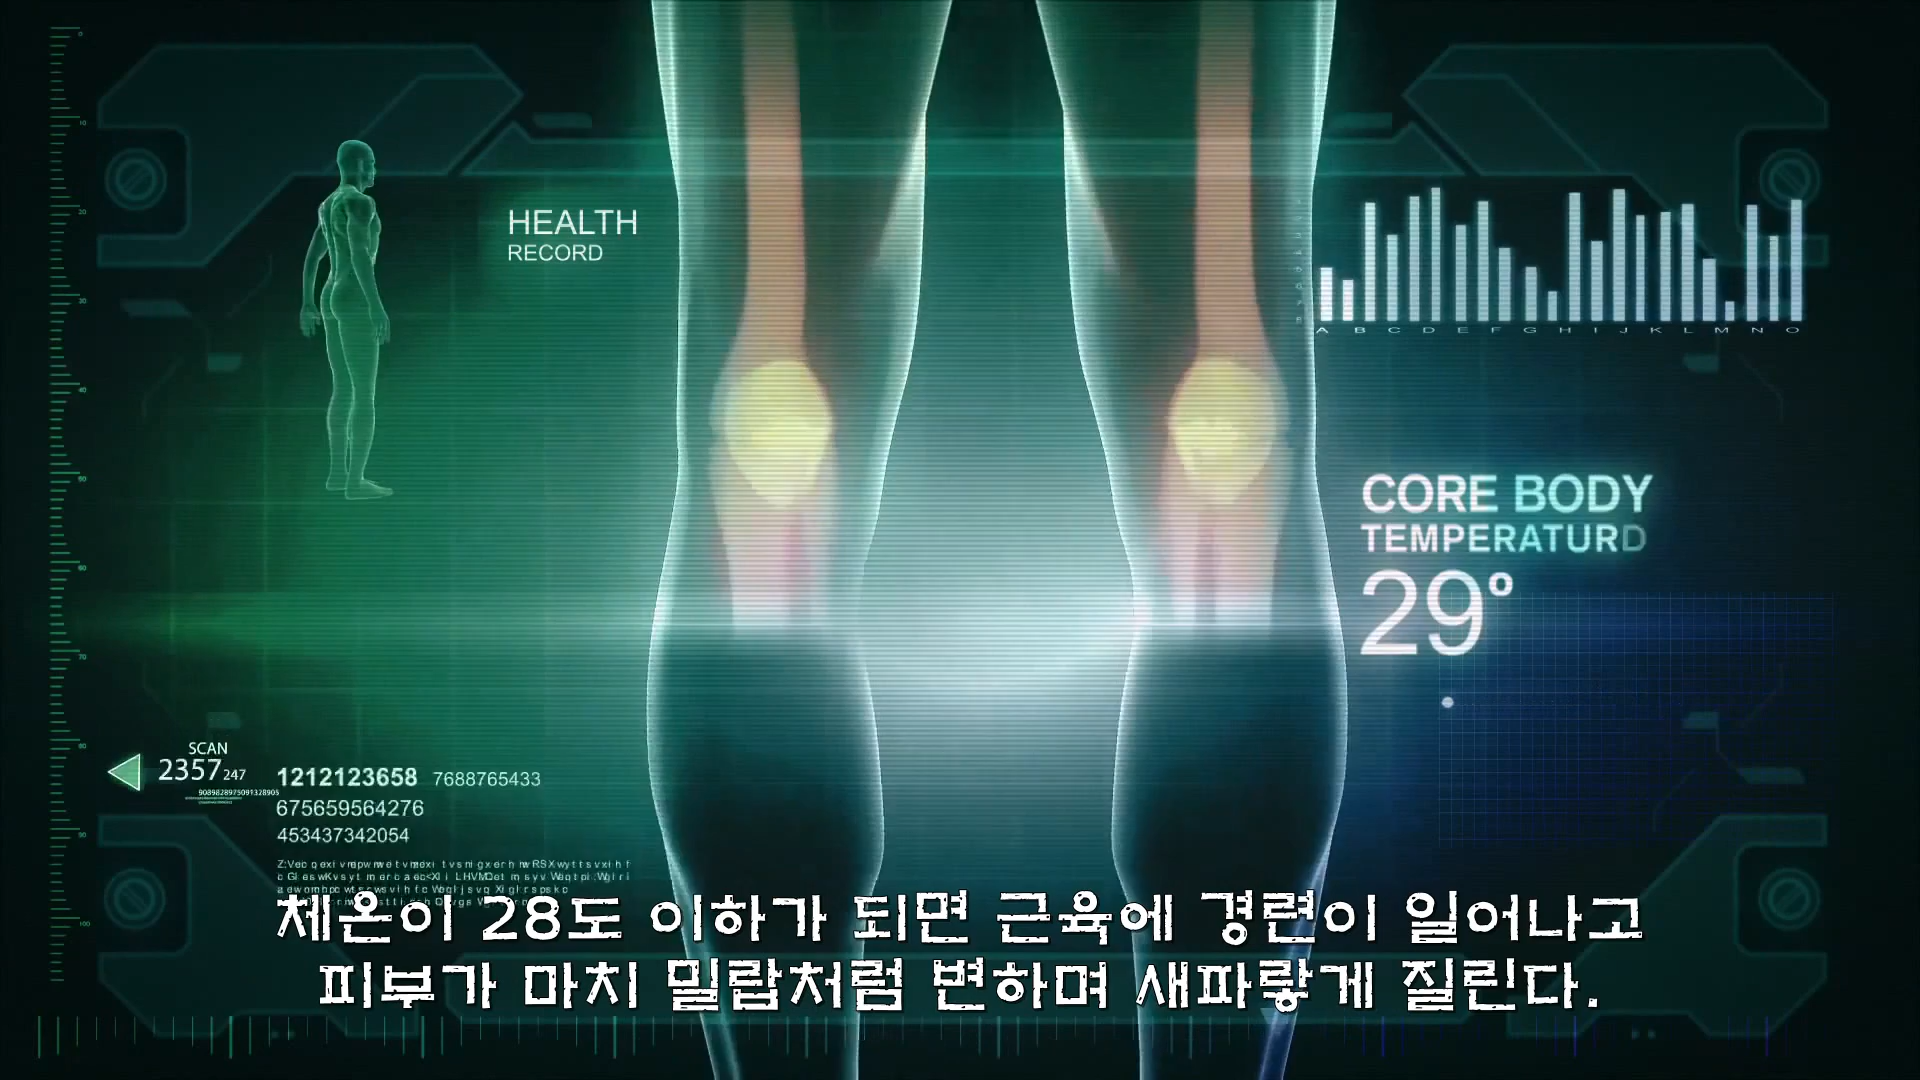 HEALTH
RECORD
A B C D E F G H I J K L M N O
CORE BODY
TEMPERATURD
29°
SCAN
2357 247
1212123658 7688765433
675659564276
453437342054
체온이 28도 이하가 되면 근육에 경련이 일어나고
피부가 마치 밀랍처럼 변하며 새파랗게 질린다.